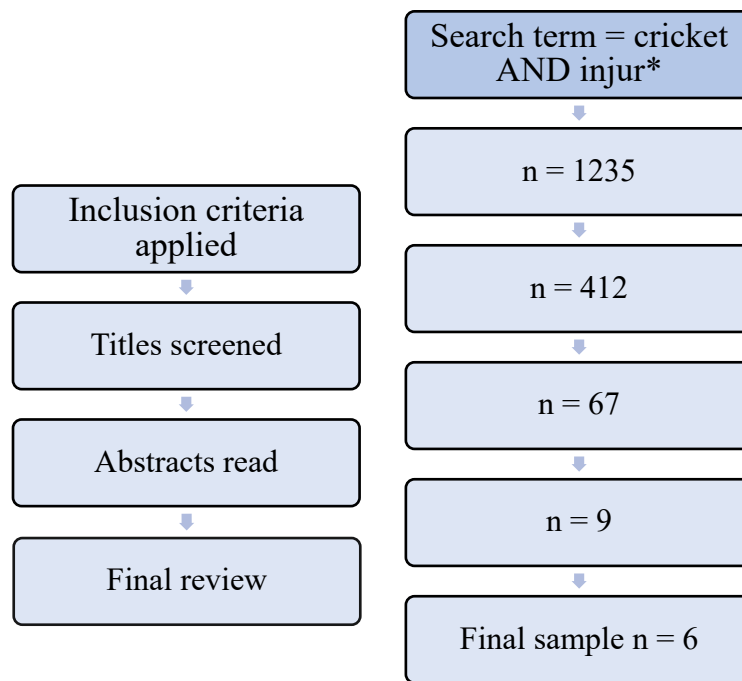 Inclusion criteria
applied
Titles screened
Abstracts read
Final review
Search term = cricket
AND injur*
n = 1235
n = 412
n = 67
n = 9
Final sample n = 6